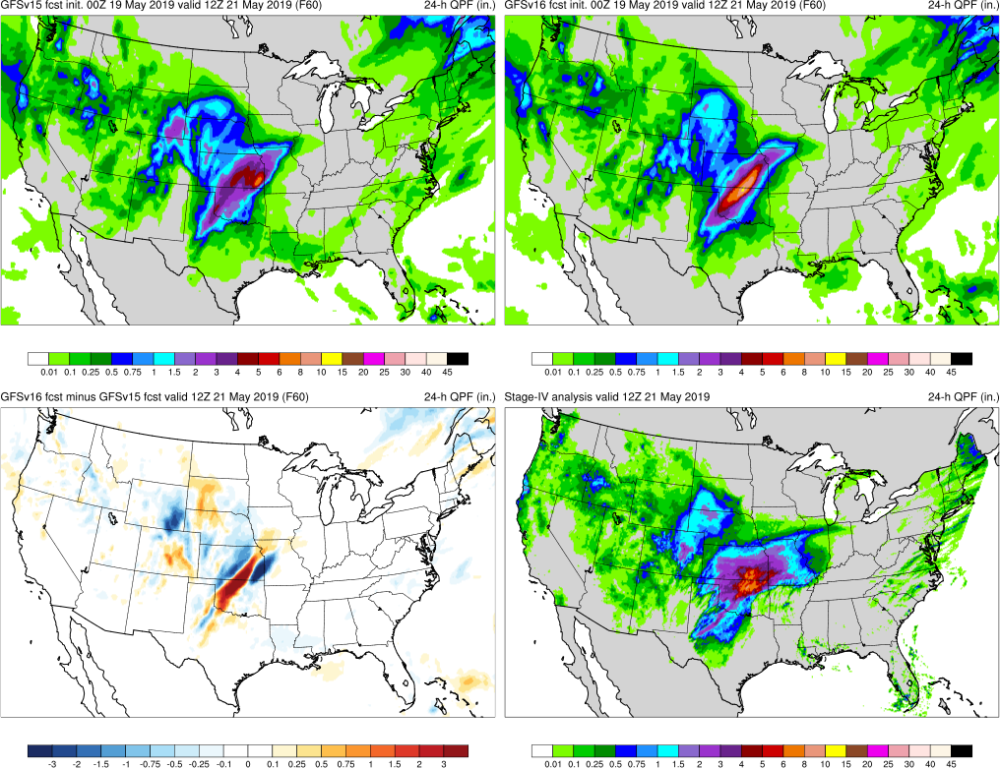 GFSv15 fcst init. 00Z 19 May 2019 valid 12Z 21 May 2019 (F60) 24-h QPF (in.)
GFSv16 fcst init. 00Z 19 May 2019 valid 12Z 21 May 2019 (F60) 24-h QPF (in.)
0.01 0.1 0.25 0.5 0.75 1 1.5 2 3 4 5 6 8 10 15 20 25 30 40 45
0.01 0.1 0.25 0.5 0.75 1 1.5 2 3 4 5 6 8 10 15 20 25 30 40 45
GFSv16 fcst minus GFSv15 fcst valid 12Z 21 May 2019 (F60) 24-h QPF (in.)
Stage-IV analysis valid 12Z 21 May 2019 24-h QPF (in.)
-3 -2 -1.5 -1 -0.75 -0.5 -0.25 -0.1 0 0.1 0.25 0.5 0.75 1 1.5 2 3
0.01 0.1 0.25 0.5 0.75 1 1.5 2 3 4 5 6 8 10 15 20 25 30 40 45